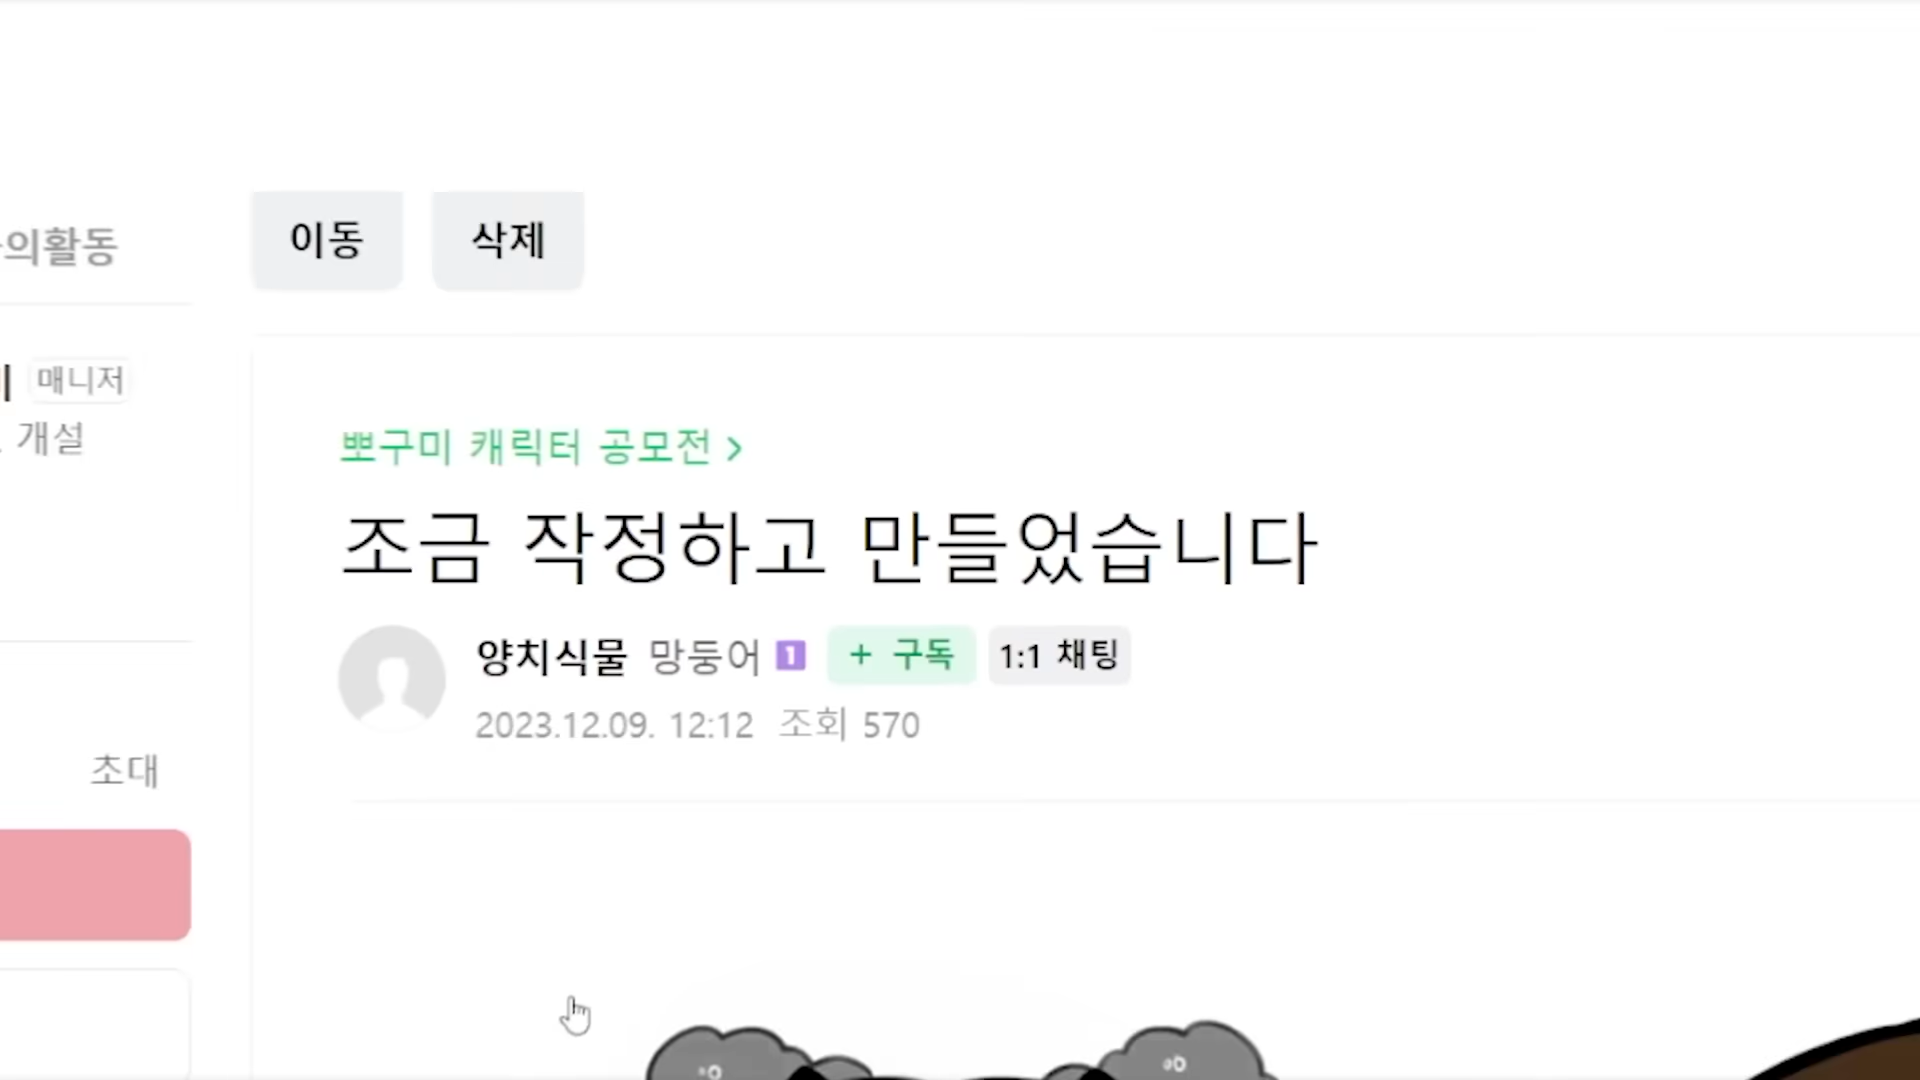 이동 삭제
의활동
매니저
개설
뽀구미 캐릭터 공모전 >
조금 작정하고 만들었습니다
양치식물 망둥어 1 + 구독 1:1 채팅
2023.12.09. 12:12 조회 570
초대